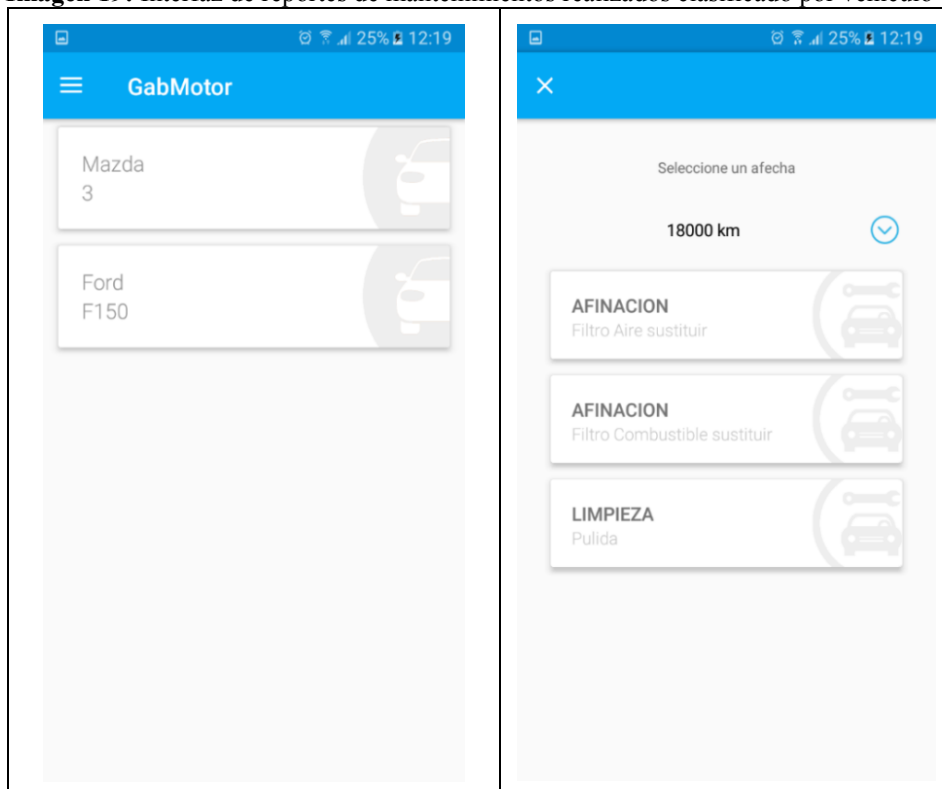 Imagen 19: Interfaz de reportes de mantenimientos realizados clasificado por vehículo
25% 12:19
GabMotor
Mazda
3
Ford
F150
25% 12:19
Seleccione un afecha
18000 km
AFINACION
Filtro Aire sustituir
AFINACION
Filtro Combustible sustituir
LIMPIEZA
Pulida